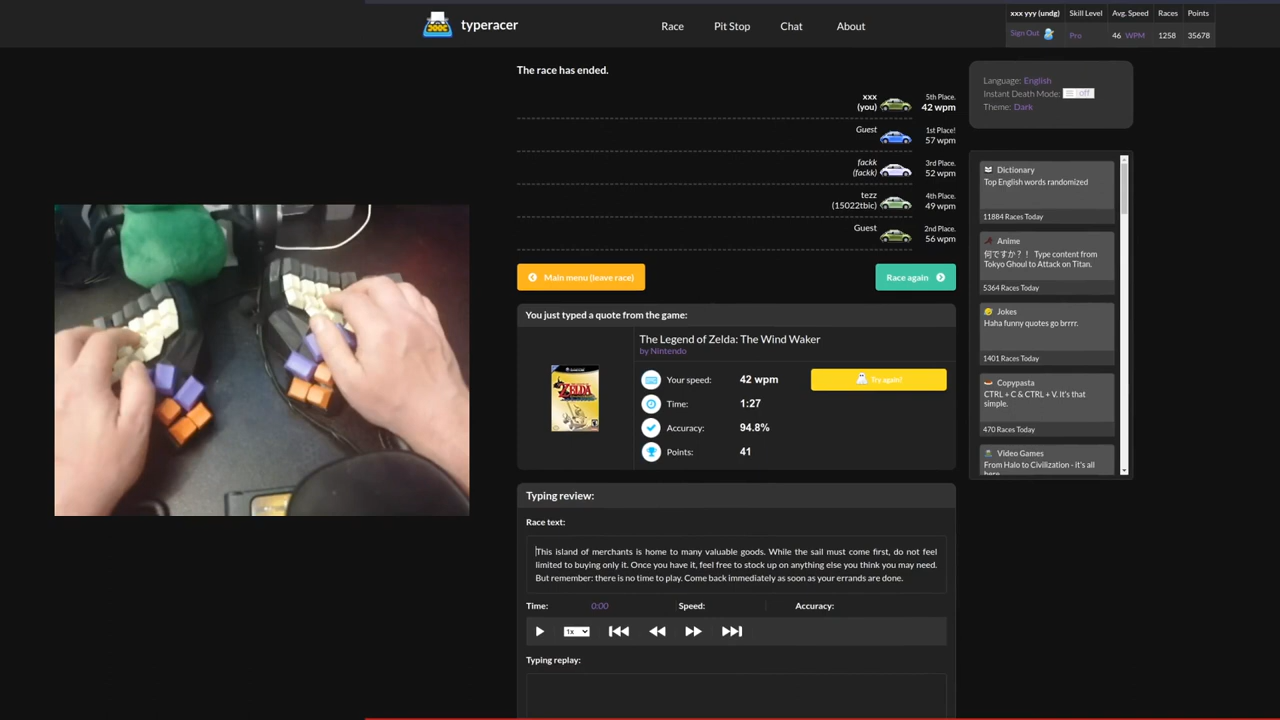 typeracer
Race
Pit Stop
Chat
About
xxx yyy (undg)
Skill Level
Avg. Speed
Races
Points
Sign Out
Pro
46 WPM
1258
35678
The race has ended.
xxx
(you)
5th Place.
42 wpm
Guest
1st Place!
57 wpm
fackk
(fackk)
3rd Place.
52 wpm
tezz
(15022tbic)
4th Place.
49 wpm
Guest
2nd Place.
56 wpm
Main menu (leave race)
Race again
You just typed a quote from the game:
The Legend of Zelda: The Wind Waker
by Nintendo
Your speed:
42 wpm
Try again!
Time:
1:27
Accuracy:
94.8%
Points:
41
Typing review:
Race text:
This island of merchants is home to many valuable goods. While the sail must come first, do not feel
limited to buying only it. Once you have it, feel free to stock up on anything else you think you may need.
But remember: there is no time to play. Come back immediately as soon as your errands are done.
Time:
0:00
Speed:
Accuracy:
1x
Typing replay:
Language: English
Instant Death Mode: off
Theme: Dark
Dictionary
Top English words randomized
11884 Races Today
Anime
何ですか？！ Type content from
Tokyo Ghoul to Attack on Titan.
5364 Races Today
Jokes
Haha funny quotes go brrrr.
1401 Races Today
Copypasta
CTRL + C & CTRL + V. It's that
simple.
470 Races Today
Video Games
From Halo to Civilization - it's all
here.